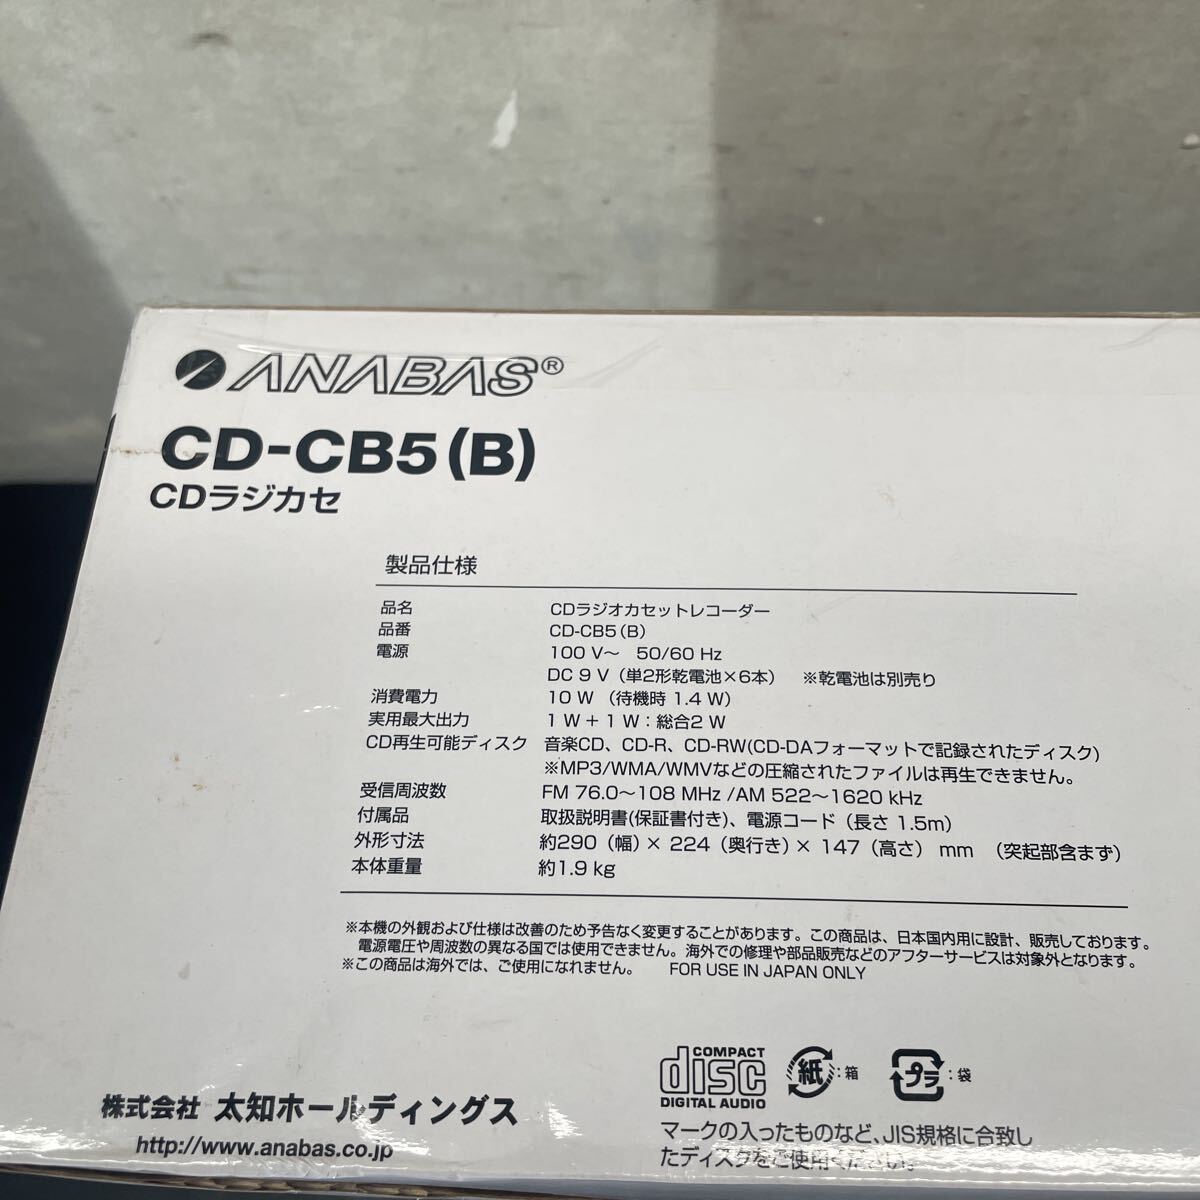 ANABAS®
CD-CB5(B)
CDラジカセ
製品仕様
品名 CDラジオカセットレコーダー
品番 CD-CB5(B)
電源 100 V〜 50/60 Hz
DC 9 V（単2形乾電池×6本） ※乾電池は別売り
消費電力 10 W （待機時 1.4 W）
実用最大出力 1 W + 1 W：総合2 W
CD再生可能ディスク 音楽CD、CD-R、CD-RW(CD-DAフォーマットで記録されたディスク)
※MP3/WMA/WMVなどの圧縮されたファイルは再生できません。
受信周波数 FM 76.0〜108 MHz /AM 522〜1620 kHz
付属品 取扱説明書(保証書付き)、電源コード（長さ 1.5m）
外形寸法 約290（幅）× 224（奥行き）× 147（高さ） mm （突起部含まず）
本体重量 約1.9 kg
※本機の外観および仕様は改善のため予告なく変更することがあります。この商品は、日本国内用に設計、販売しております。
電源電圧や周波数の異なる国では使用できません。海外での修理や部品販売などのアフターサービスは対象外となります。
※この商品は海外では、ご使用になれません。 FOR USE IN JAPAN ONLY
COMPACT
disc
DIGITAL AUDIO
紙：箱
プラ：袋
マークの入ったものなど、JIS規格に合致し
たディスクをご使用ください。
株式会社 太知ホールディングス
http://www.anabas.co.jp